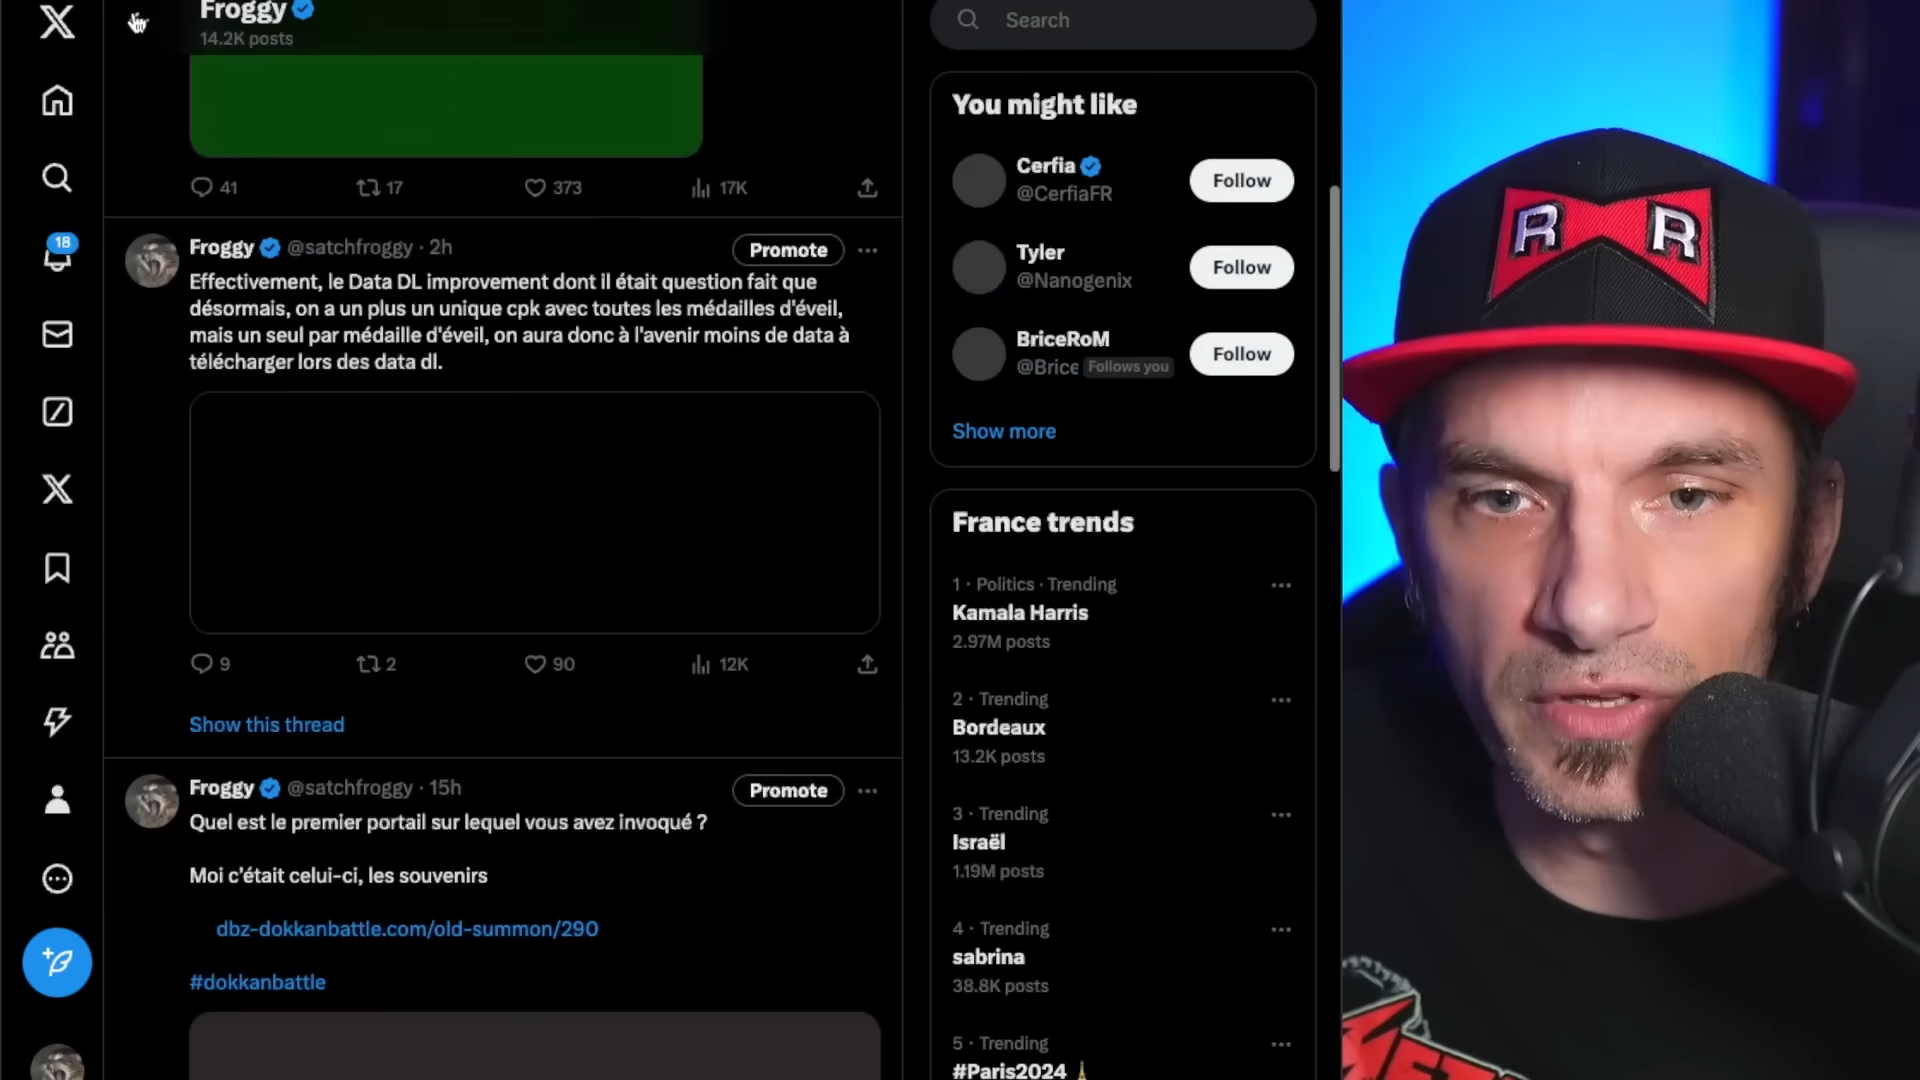 Froggy
14.2K posts
41 17 373 17K
Froggy @satchfroggy · 2h
Promote
Effectivement, le Data DL improvement dont il était question fait que
désormais, on a un plus un unique cpk avec toutes les médailles d'éveil,
mais un seul par médaille d'éveil, on aura donc à l'avenir moins de data à
télécharger lors des data dl.
9 2 90 12K
Show this thread
Froggy @satchfroggy · 15h
Promote
Quel est le premier portail sur lequel vous avez invoqué ?
Moi c'était celui-ci, les souvenirs
dbz-dokkanbattle.com/old-summon/290
#dokkanbattle
18
Search
You might like
Cerfia
@CerfiaFR
Follow
Tyler
@Nanogenix
Follow
BriceRoM
@Brice Follows you
Follow
Show more
France trends
1 · Politics · Trending
Kamala Harris
2.97M posts
2 · Trending
Bordeaux
13.2K posts
3 · Trending
Israël
1.19M posts
4 · Trending
sabrina
38.8K posts
5 · Trending
#Paris2024
R R